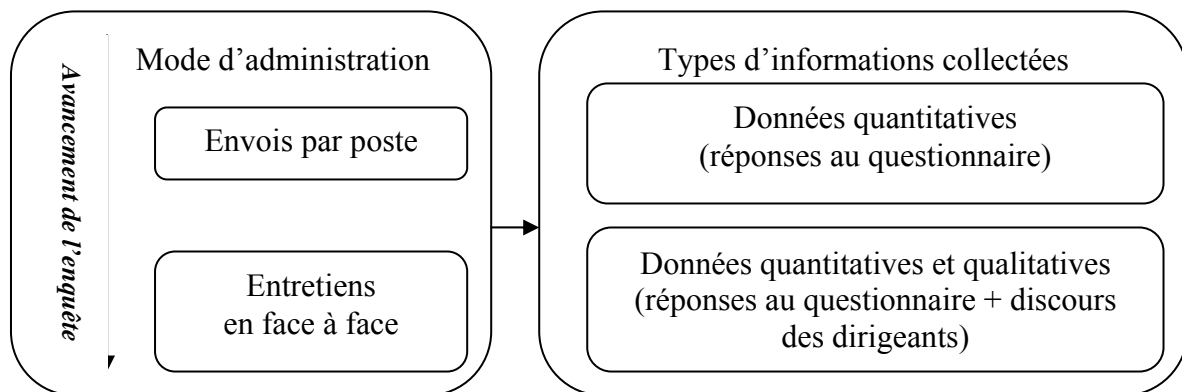 Avancement de l'enquête
Mode d'administration
Envois par poste
Entretiens
en face à face
Types d'informations collectées
Données quantitatives
(réponses au questionnaire)
Données quantitatives et qualitatives
(réponses au questionnaire + discours
des dirigeants)